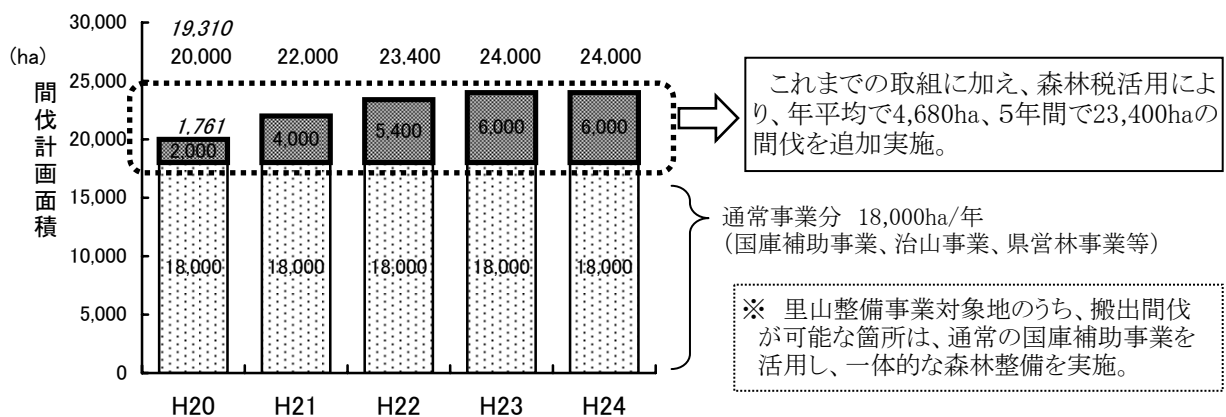 30,000
19,310
(ha)
20,000 22,000 23,400 24,000 24,000
25,000
間伐計画面積
1,761
20,000
2,000 4,000 5,400 6,000 6,000
15,000
10,000
18,000 18,000 18,000 18,000 18,000
5,000
0
H20 H21 H22 H23 H24
これまでの取組に加え、森林税活用によ
り、年平均で4,680ha、5年間で23,400haの
間伐を追加実施。
通常事業分 18,000ha/年
(国庫補助事業、治山事業、県営林事業等)
※ 里山整備事業対象地のうち、搬出間伐
が可能な箇所は、通常の国庫補助事業を
活用し、一体的な森林整備を実施。